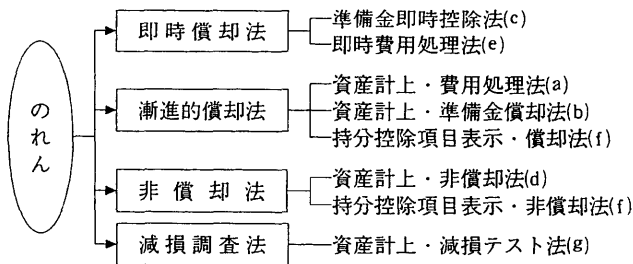 のれん
即時償却法
準備金即時控除法(c)
即時費用処理法(e)
漸進的償却法
資産計上・費用処理法(a)
資産計上・準備金償却法(b)
持分控除項目表示・償却法(f)
非償却法
資産計上・非償却法(d)
持分控除項目表示・非償却法(f)
減損調査法
資産計上・減損テスト法(g)